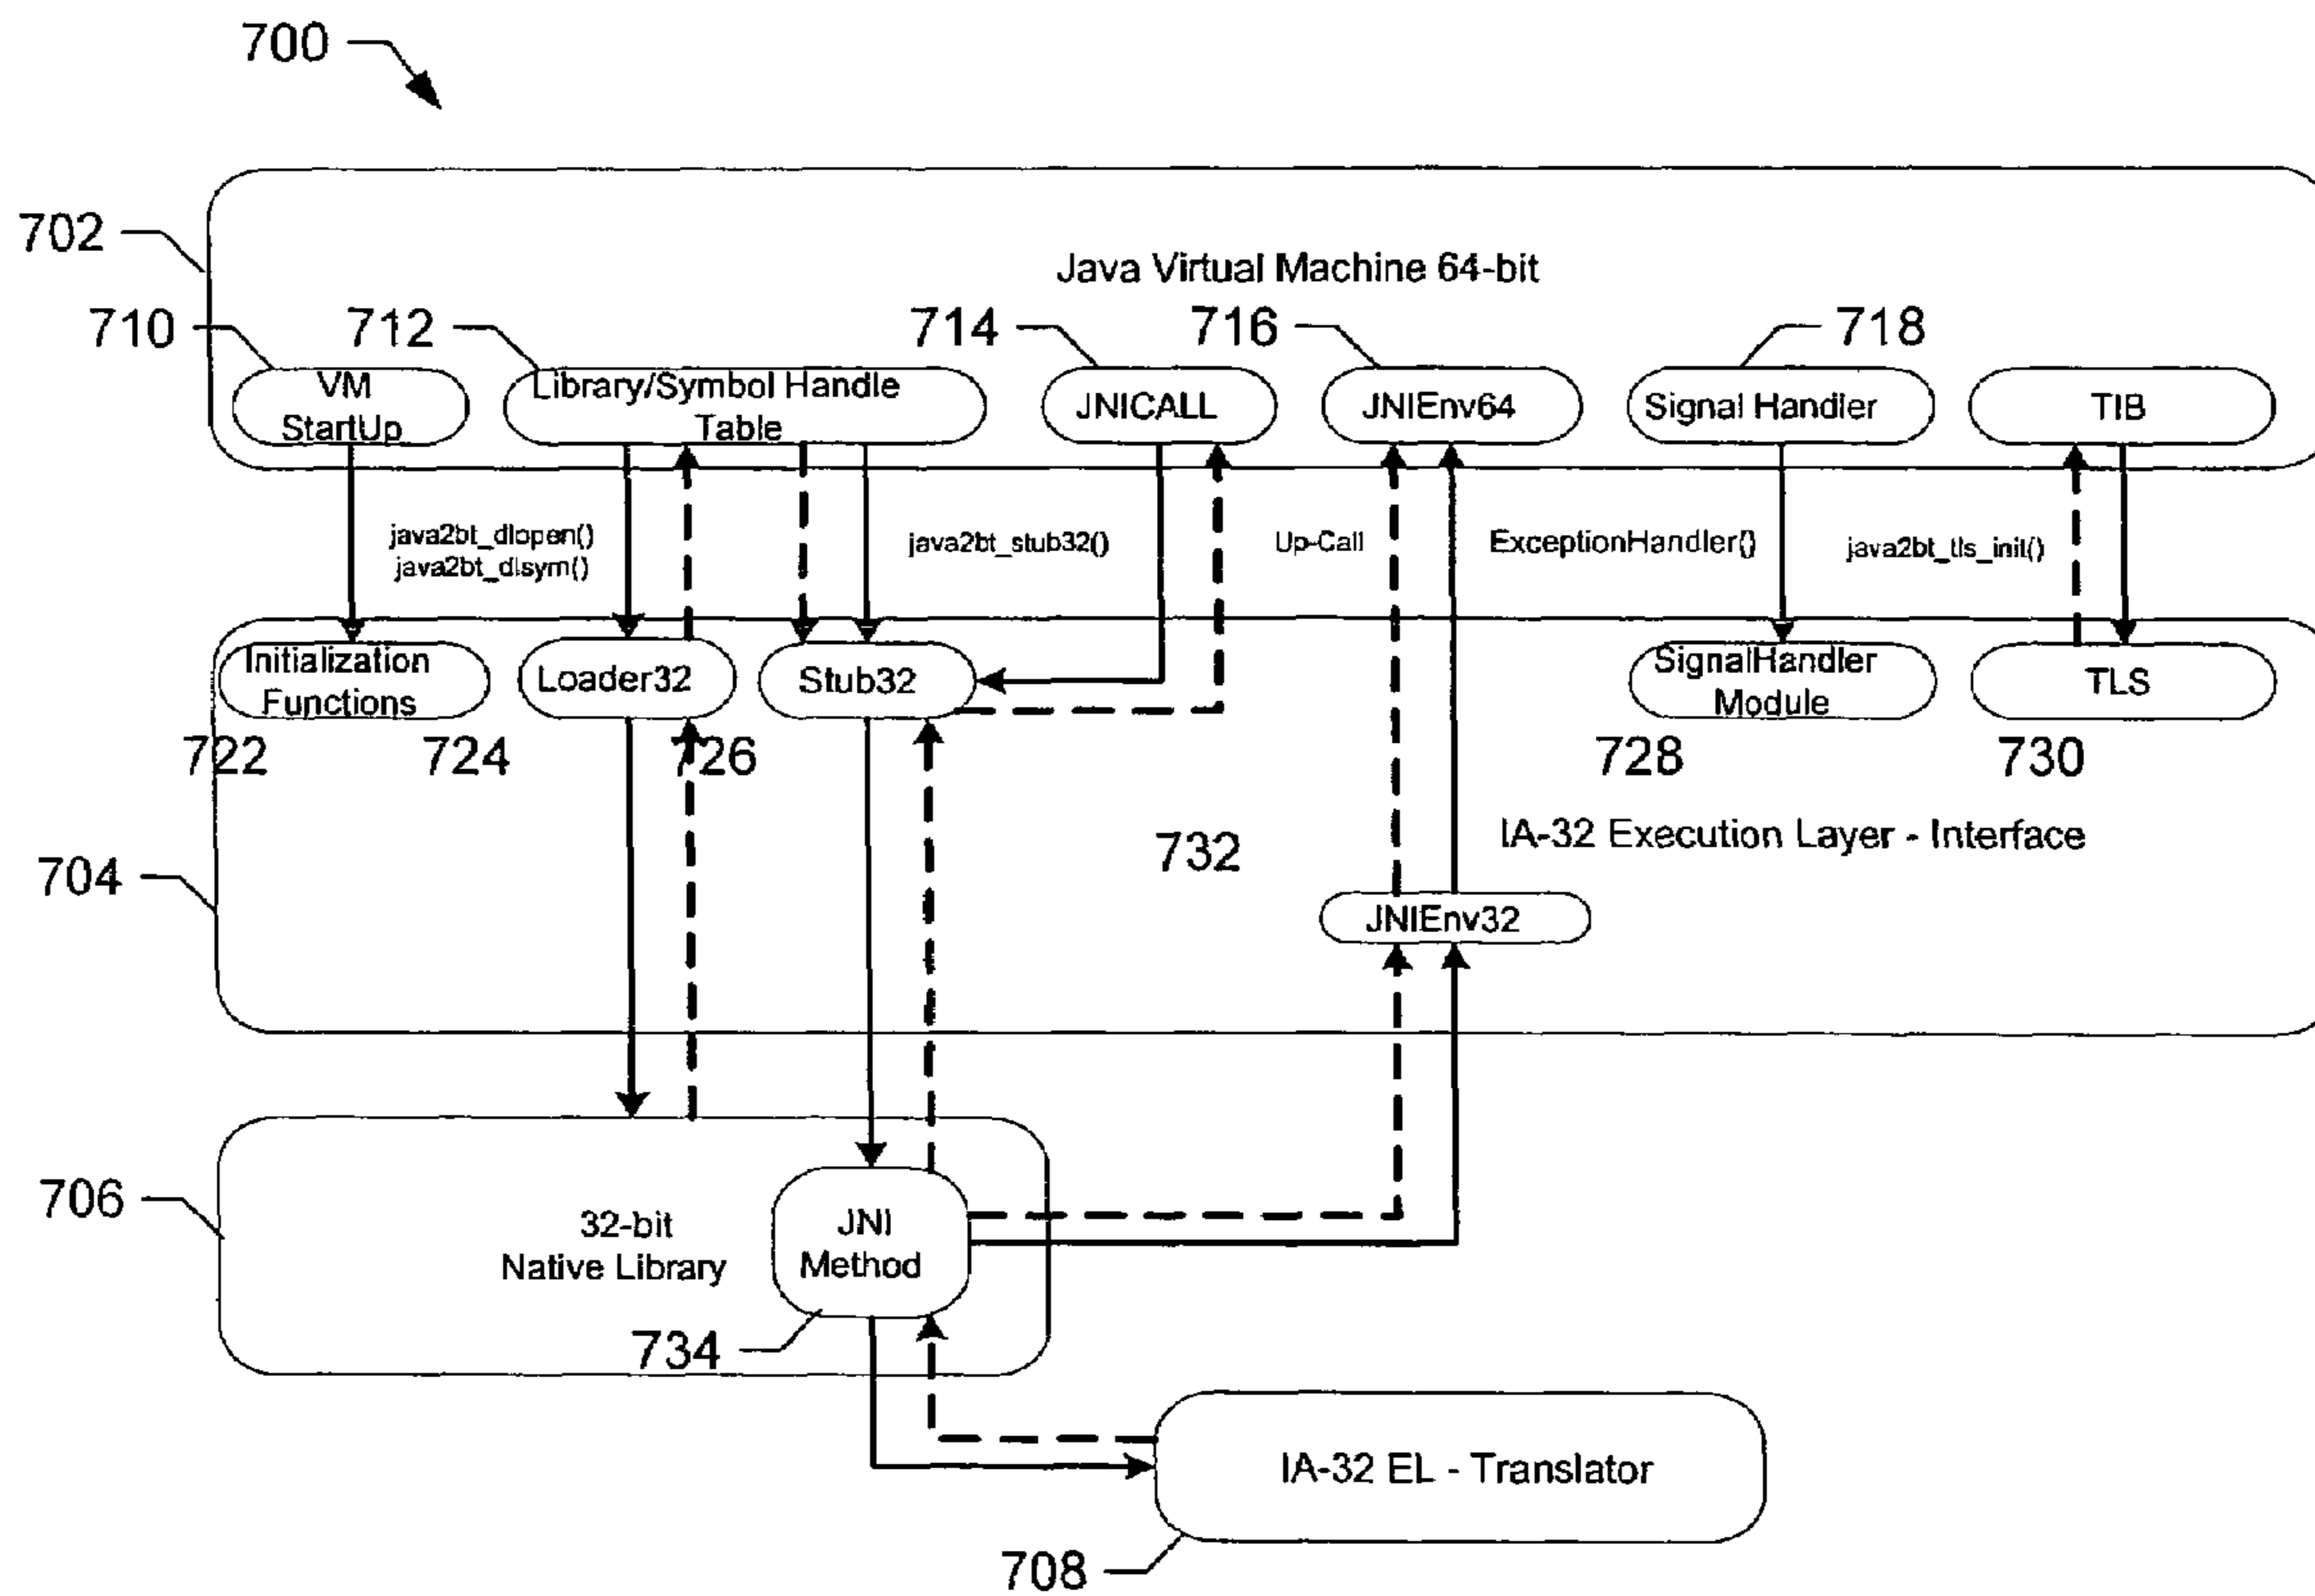 700
702
Java Virtual Machine 64-bit
710
712
714
716
718
VM
StartUp
Library/Symbol Handle
Table
JNICALL
JNIEnv64
Signal Handler
TIB
java2bt_dlopen()
java2bt_dlsym()
java2bt_stub32()
Up-Call
ExceptionHandler()
java2bt_tls_init()
Initialization
Functions
Loader32
Stub32
SignalHandler
Module
TLS
722
724
726
728
730
732
IA-32 Execution Layer - Interface
704
JNIEnv32
706
32-bit
Native Library
JNI
Method
734
IA-32 EL - Translator
708